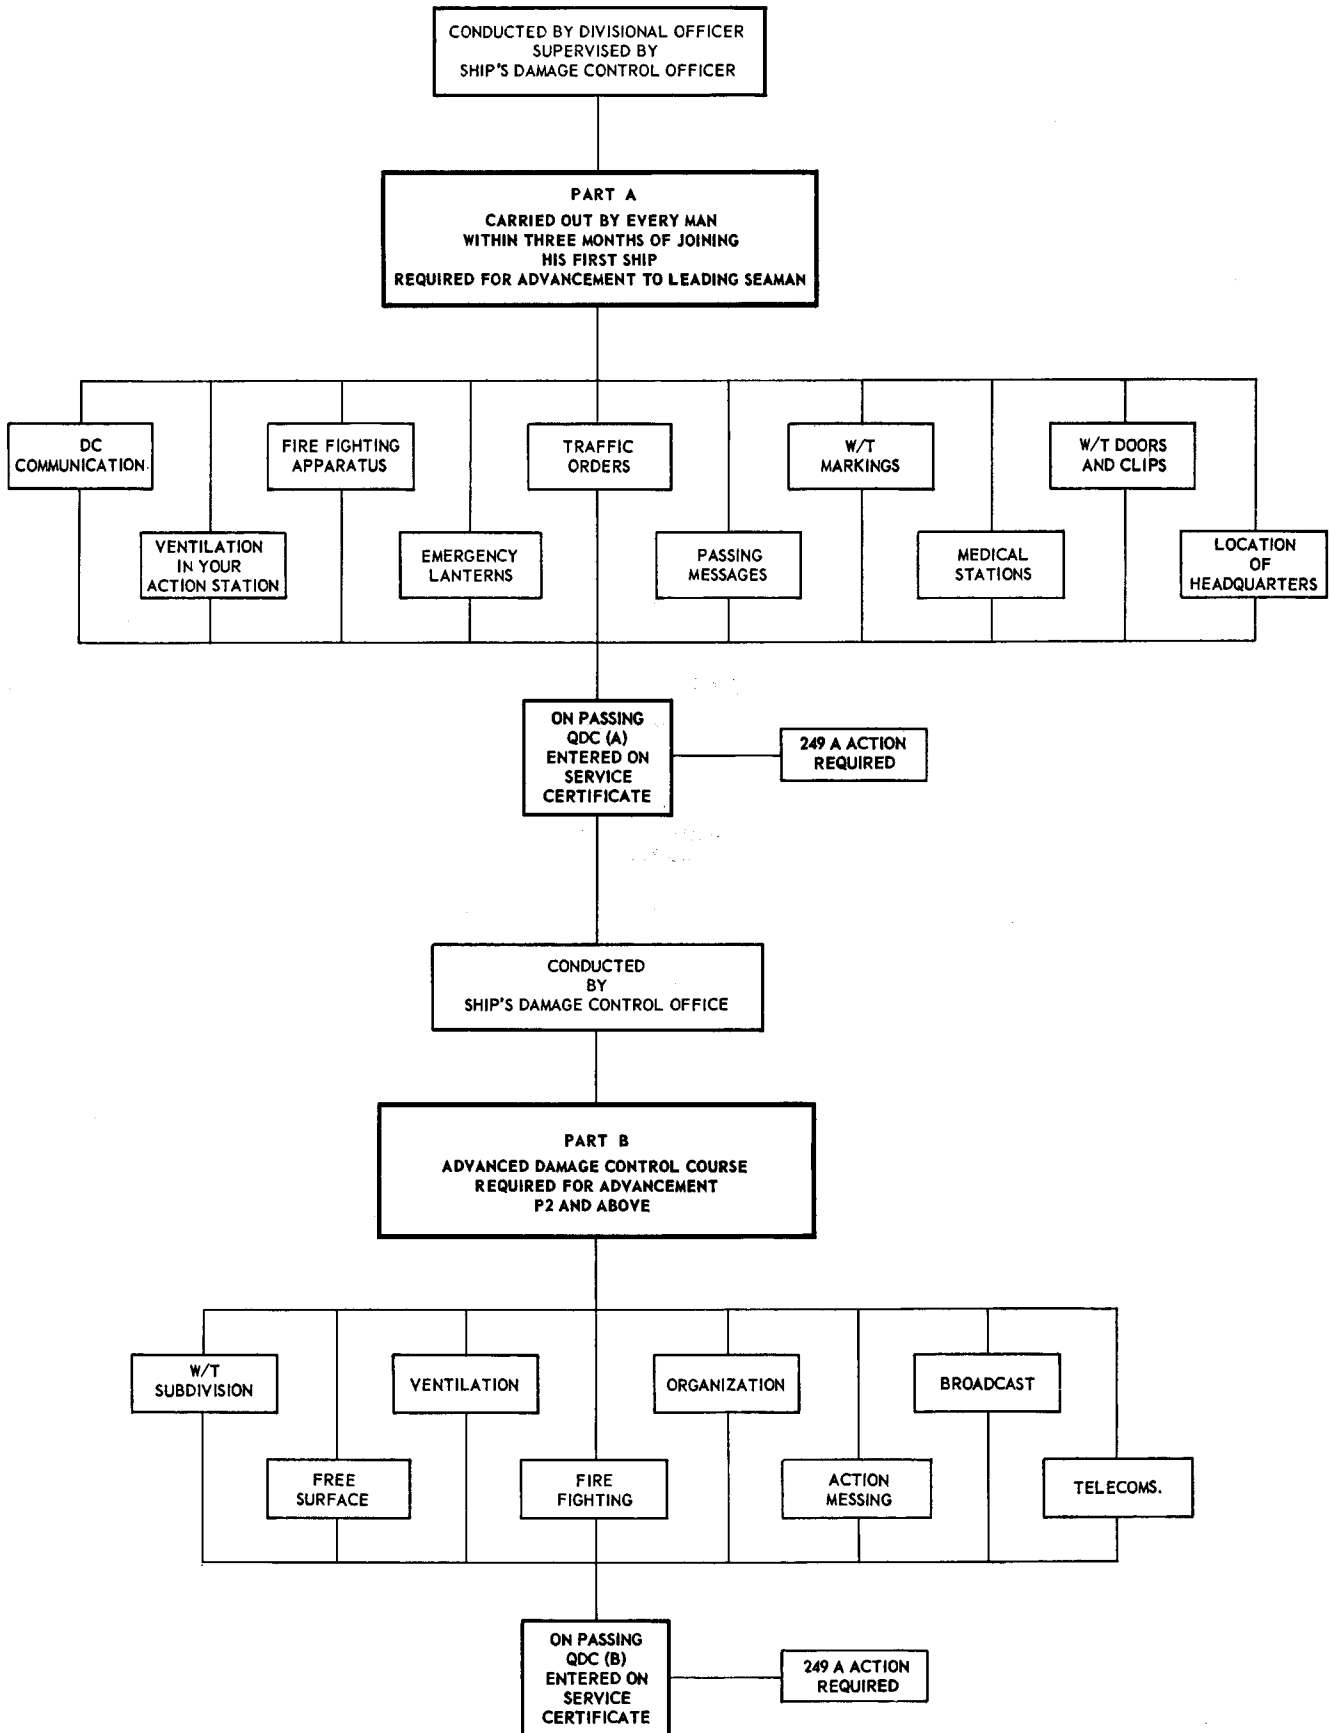 CONDUCTED BY DIVISIONAL OFFICER
SUPERVISED BY
SHIP'S DAMAGE CONTROL OFFICER
PART A
CARRIED OUT BY EVERY MAN
WITHIN THREE MONTHS OF JOINING
HIS FIRST SHIP
REQUIRED FOR ADVANCEMENT TO LEADING SEAMAN
DC
COMMUNICATION
FIRE FIGHTING
APPARATUS
TRAFFIC
ORDERS
W/T
MARKINGS
W/T DOORS
AND CLIPS
VENTILATION
IN YOUR
ACTION STATION
EMERGENCY
LANTERNS
PASSING
MESSAGES
MEDICAL
STATIONS
LOCATION
OF
HEADQUARTERS
ON PASSING
QDC (A)
ENTERED ON
SERVICE
CERTIFICATE
249 A ACTION
REQUIRED
CONDUCTED
BY
SHIP'S DAMAGE CONTROL OFFICE
PART B
ADVANCED DAMAGE CONTROL COURSE
REQUIRED FOR ADVANCEMENT
P2 AND ABOVE
W/T
SUBDIVISION
VENTILATION
ORGANIZATION
BROADCAST
FREE
SURFACE
FIRE
FIGHTING
ACTION
MESSING
TELECOMS.
ON PASSING
QDC (B)
ENTERED ON
SERVICE
CERTIFICATE
249 A ACTION
REQUIRED